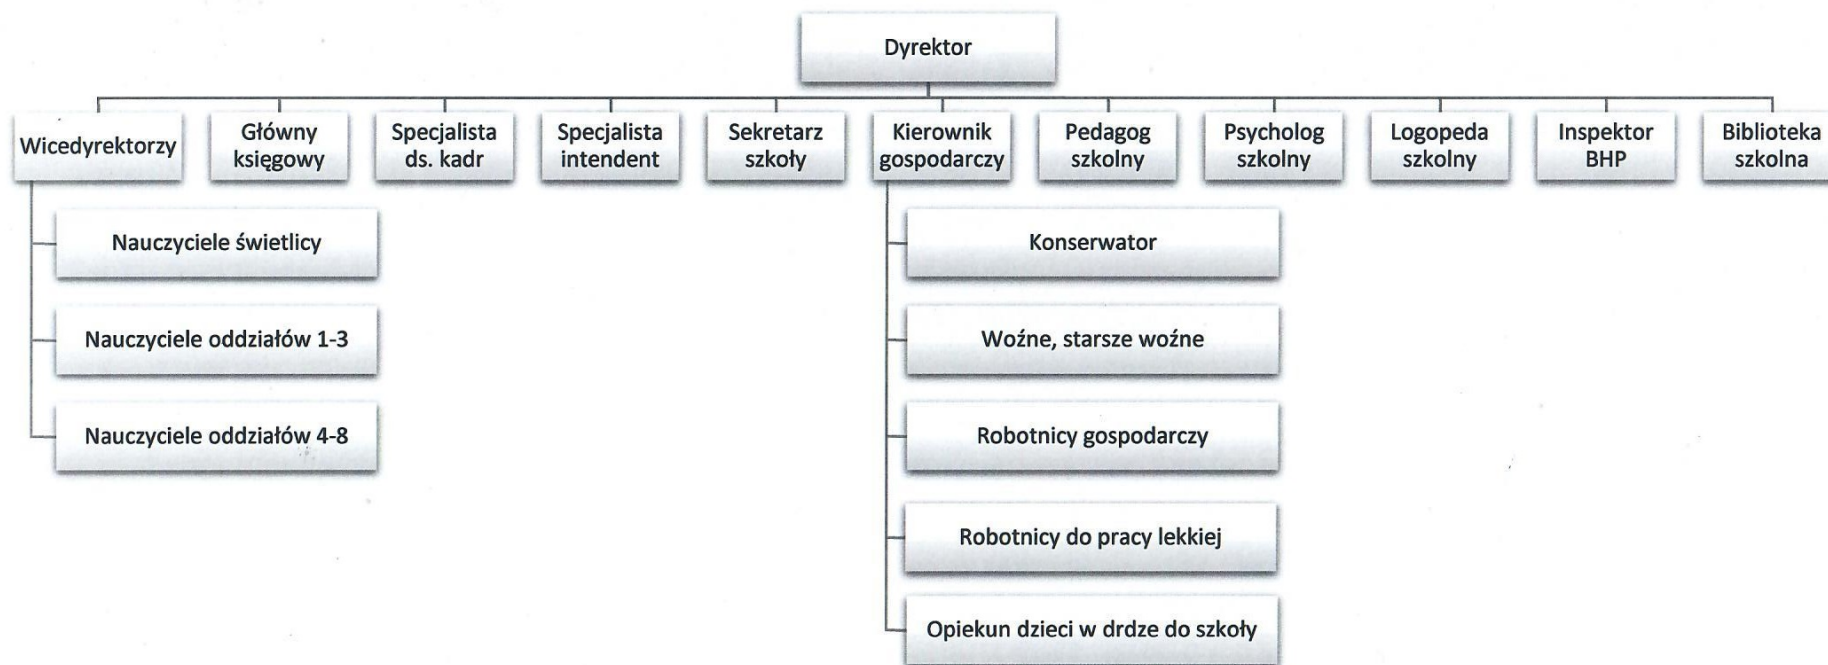 Dyrektor
Wicedyrektorzy
Główny
księgowy
Specjalista
ds. kadr
Specjalista
intendent
Sekretarz
szkoły
Kierownik
gospodarczy
Pedagog
szkolny
Psycholog
szkolny
Logopeda
szkolny
Inspektor
BHP
Biblioteka
szkolna
Nauczyciele świetlicy
Nauczyciele oddziałów 1-3
Nauczyciele oddziałów 4-8
Konserwator
Woźne, starsze woźne
Robotnicy gospodarczy
Robotnicy do pracy lekkiej
Opiekun dzieci w drdze do szkoły